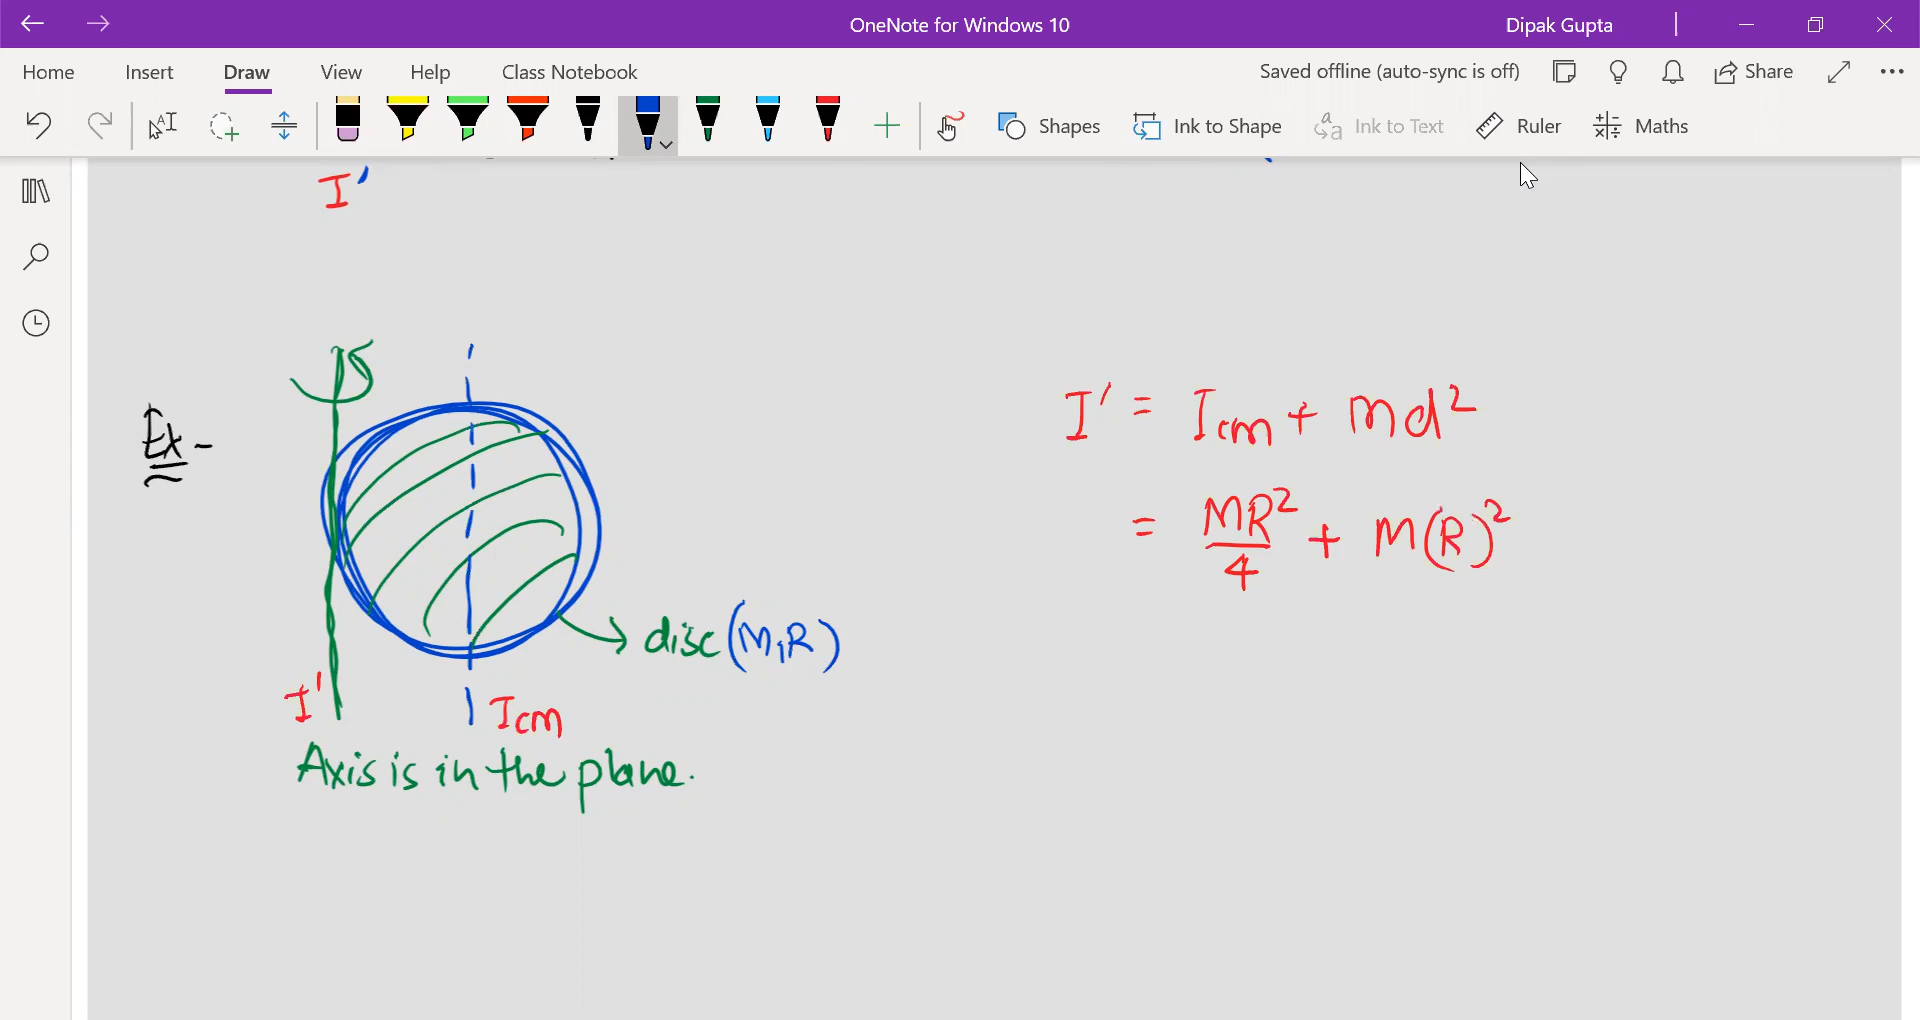 OneNote for Windows 10
Dipak Gupta
Home Insert Draw View Help Class Notebook
Saved offline (auto-sync is off) Share
Shapes Ink to Shape Ink to Text Ruler Maths
I'
Ex -
I' = Icm + md²
= MR²/4 + M(R)²
disc (M,R)
I'
Icm
Axis is in the plane.